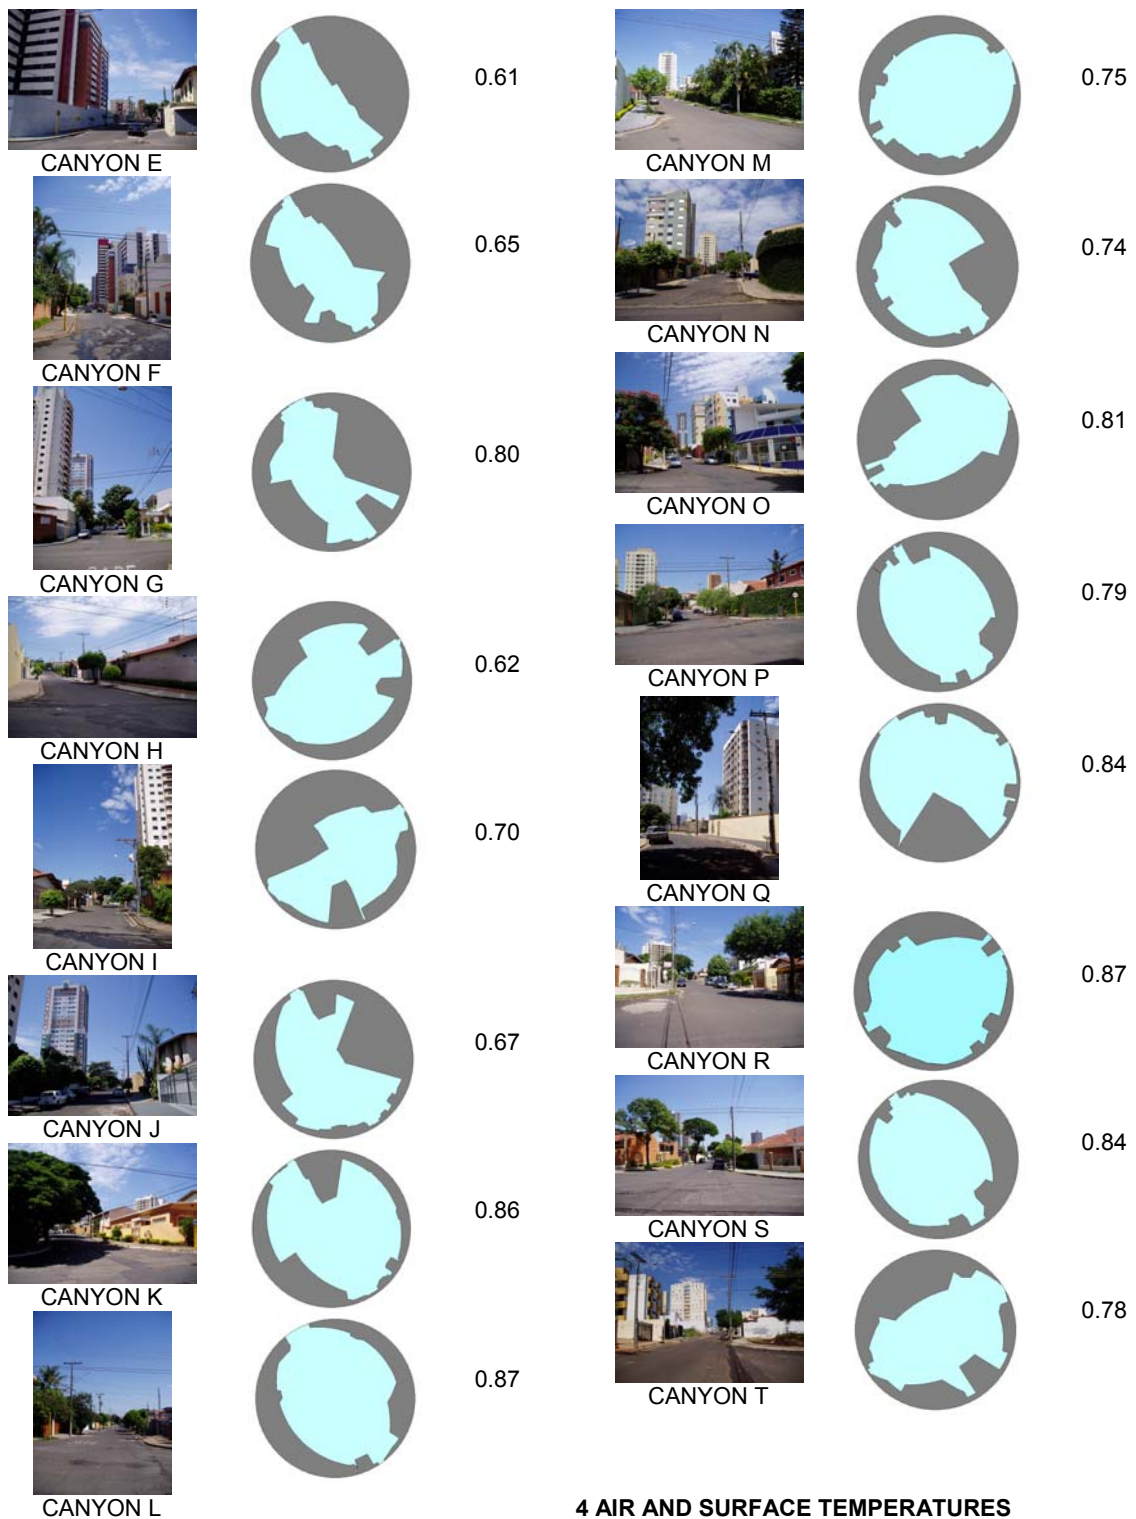 0.61
CANYON E
0.65
CANYON F
0.80
CANYON G
0.62
CANYON H
0.70
CANYON I
0.67
CANYON J
0.86
CANYON K
0.87
CANYON L
0.75
CANYON M
0.74
CANYON N
0.81
CANYON O
0.79
CANYON P
0.84
CANYON Q
0.87
CANYON R
0.84
CANYON S
0.78
CANYON T
4 AIR AND SURFACE TEMPERATURES